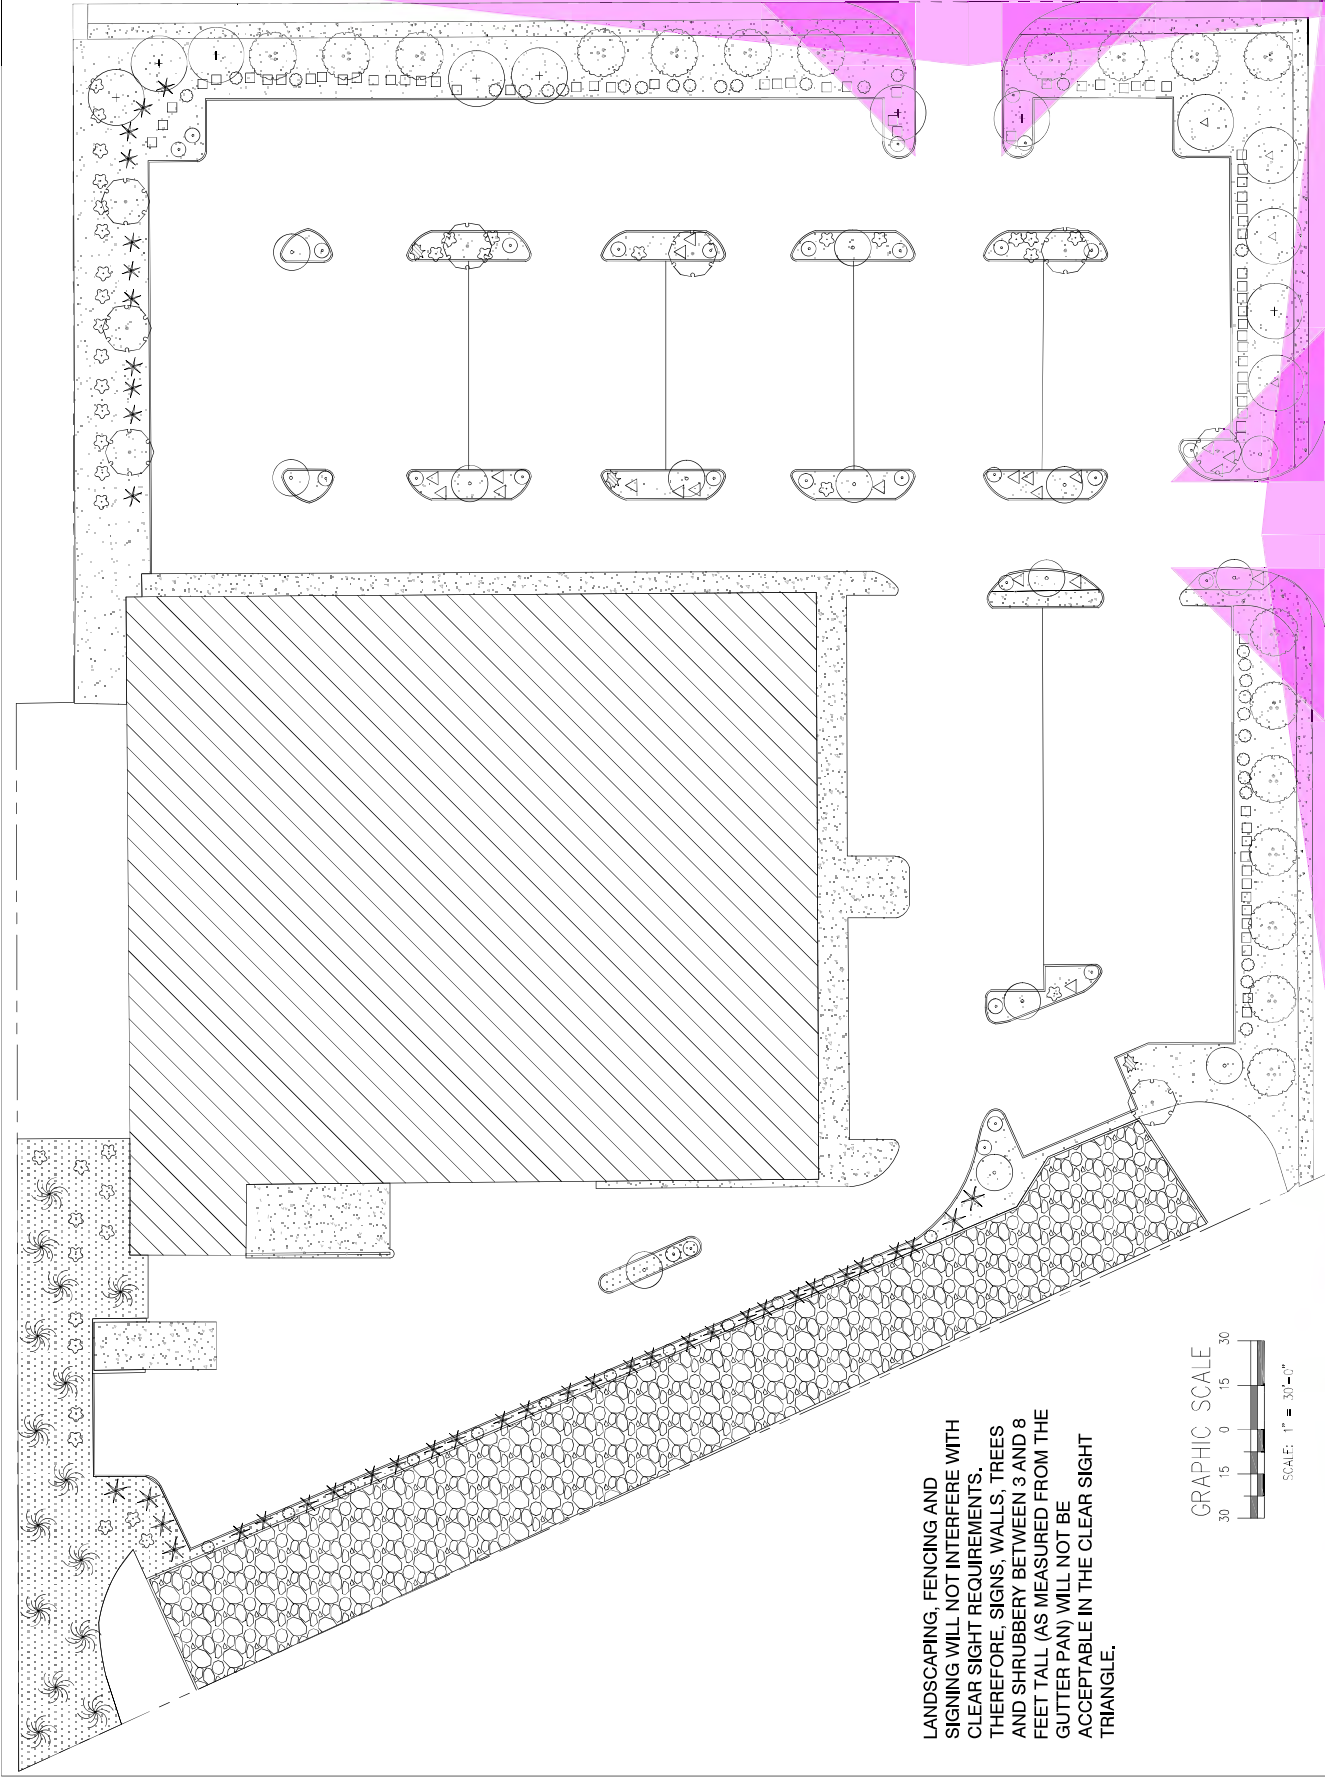 LANDSCAPING, FENCING AND
SIGNING WILL NOT INTERFERE WITH
CLEAR SIGHT REQUIREMENTS.
THEREFORE, SIGNS, WALLS, TREES
AND SHRUBBERY BETWEEN 3 AND 8
FEET TALL (AS MEASURED FROM THE
GUTTER PAN) WILL NOT BE
ACCEPTABLE IN THE CLEAR SIGHT
TRIANGLE.
GRAPHIC SCALE
30 15 0 15 30
SCALE: 1" = 30'-0"